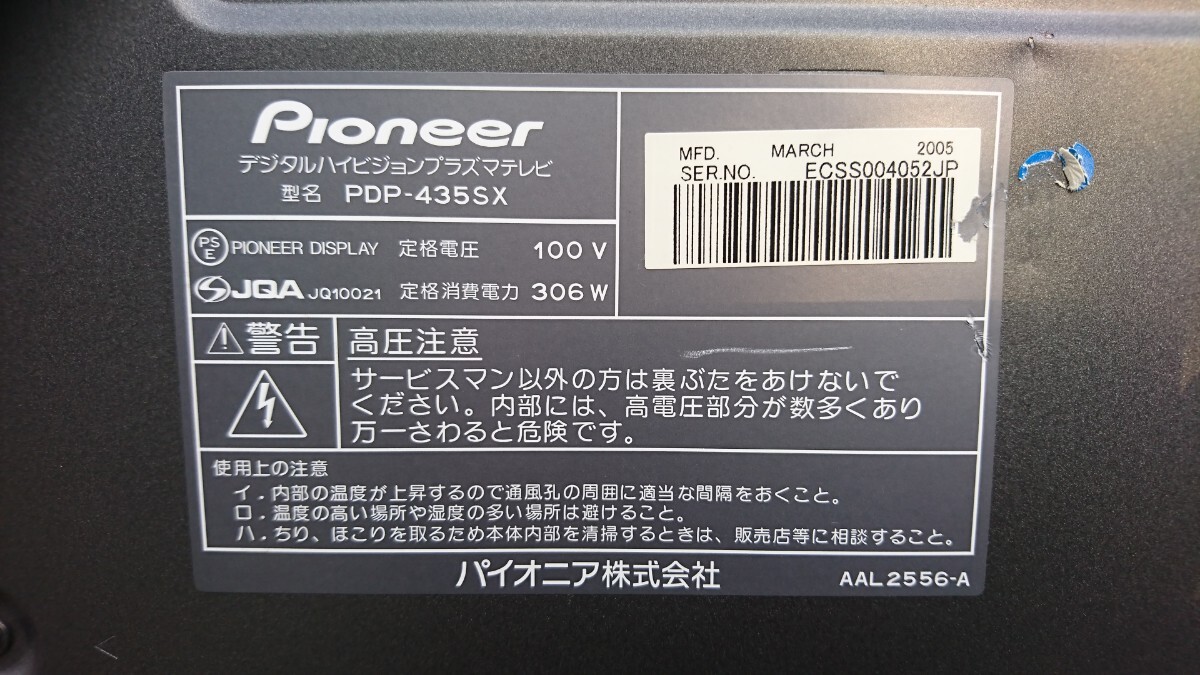 Pioneer
デジタルハイビジョンプラズマテレビ
型名 PDP-435SX
MFD. MARCH 2005
SER.NO. ECSS004052JP
PS E PIONEER DISPLAY 定格電圧 100 V
JQA JQ10021 定格消費電力 306 W
警告
高圧注意
サービスマン以外の方は裏ぶたをあけないで
ください。内部には、高電圧部分が数多くあり
万一さわると危険です。
使用上の注意
イ．内部の温度が上昇するので通風孔の周囲に適当な間隔をおくこと。
ロ．温度の高い場所や湿度の多い場所は避けること。
ハ．ちり、ほこりを取るため本体内部を清掃するときは、販売店等に相談すること。
パイオニア株式会社
AAL2556-A